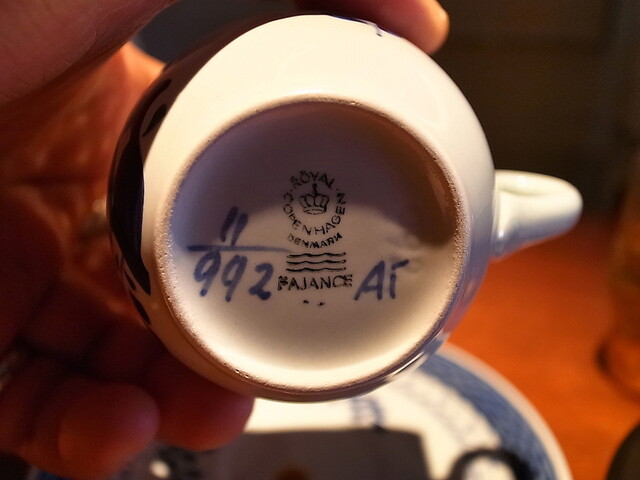 ROYAL COPENHAGEN
DENMARK
FAJANCE
11
992
AT